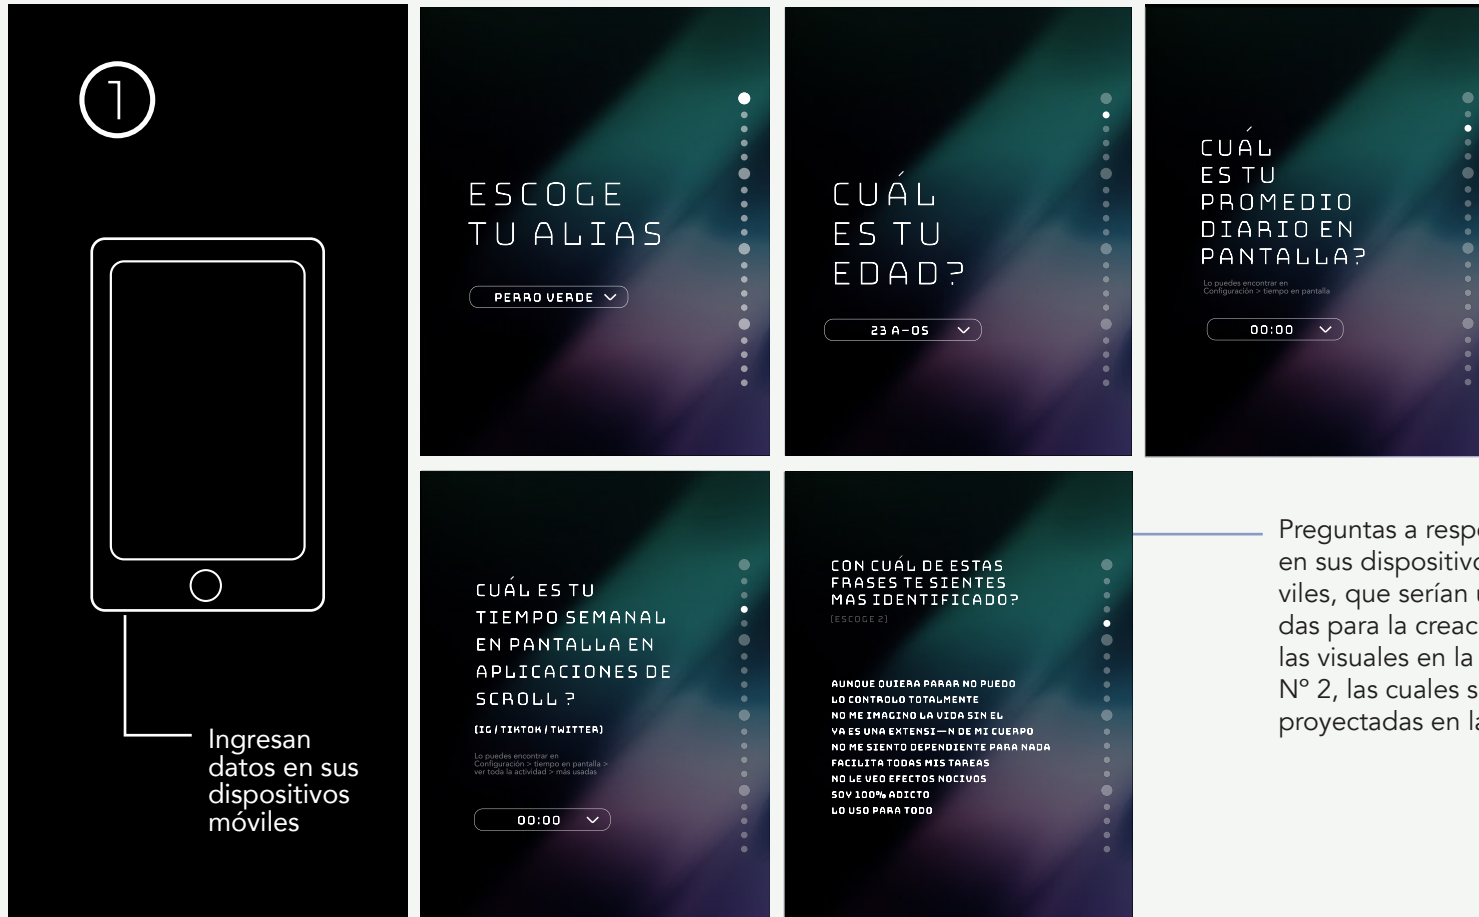 1
Ingresan
datos en sus
dispositivos
móviles
ESCOGE
TU ALIAS
PERRO VERDE
CUÁL
ES TU
EDAD?
23 A–OS
CUÁL
ES TU
PROMEDIO
DIARIO EN
PANTALLA?
Lo puedes encontrar en
Configuración > tiempo en pantalla
00:00
CUÁL ES TU
TIEMPO SEMANAL
EN PANTALLA EN
APLICACIONES DE
SCROLL ?
(IG / TIKTOK / TWITTER)
Lo puedes encontrar en
Configuración > tiempo en pantalla >
ver toda la actividad > más usadas
00:00
CON CUÁL DE ESTAS
FRASES TE SIENTES
MAS IDENTIFICADO?
[ESCOGE 2]
AUNQUE QUIERA PARAR NO PUEDO
LO CONTROLO TOTALMENTE
NO ME IMAGINO LA VIDA SIN EL
YA ES UNA EXTENSI—N DE MI CUERPO
NO ME SIENTO DEPENDIENTE PARA NADA
FACILITA TODAS MIS TAREAS
NO LE VEO EFECTOS NOCIVOS
SOY 100% ADICTO
LO USO PARA TODO
Preguntas a
en sus
viles, que serían
das para la
las visuales en la
Nº 2, las cuales
proyectadas en